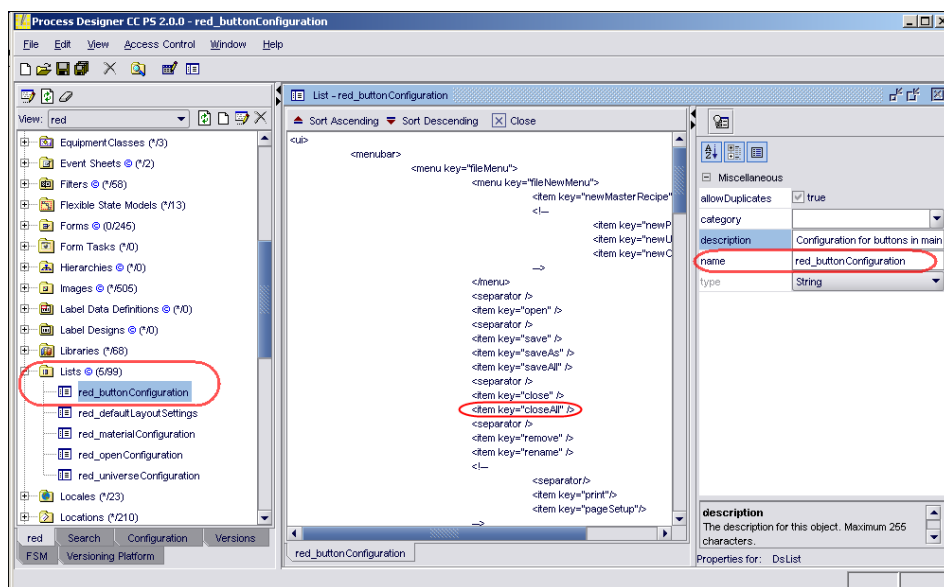 Process Designer CC PS 2.0.0 - red_buttonConfiguration
File Edit View Access Control Window Help
View: red
EquipmentClasses (*/3)
Event Sheets © (*/2)
Filters © (*/58)
Flexible State Models (*/13)
Forms © (0/245)
Form Tasks (*/0)
Hierarchies © (*/0)
Images © (*/505)
Label Data Definitions © (*/0)
Label Designs © (*/0)
Libraries (*/68)
Lists © (5/99)
red_buttonConfiguration
red_defaultLayoutSettings
red_materialConfiguration
red_openConfiguration
red_universeConfiguration
Locales (*/23)
Locations (*/210)
red Search Configuration Versions
FSM Versioning Platform
List - red_buttonConfiguration
Sort Ascending Sort Descending Close
<ui>
<menubar>
<menu key="fileMenu">
<menu key="fileNewMenu">
<item key="newMasterRecipe"
<!--
<item key="newP
<item key="newU
<item key="newC
-->
</menu>
<separator />
<item key="open" />
<separator />
<item key="save" />
<item key="saveAs" />
<item key="saveAll" />
<separator />
<item key="close" />
<item key="closeAll" />
<separator />
<item key="remove" />
<item key="rename" />
<!--
<separator/>
<item key="print"/>
<item key="pageSetup"/>
-->
red_buttonConfiguration
Miscellaneous
allowDuplicates true
category
description Configuration for buttons in main
name red_buttonConfiguration
type String
description
The description for this object. Maximum 255
characters.
Properties for: DsList